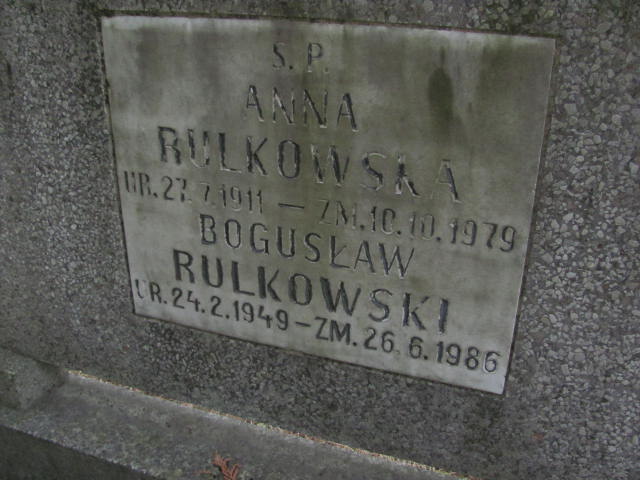 S.P.
ANNA
RULKOWSKA
UR. 27.7.1911 — ZM. 10.10.1979
BOGUSŁAW
RULKOWSKI
UR. 24.2.1949 - ZM. 26.6.1986